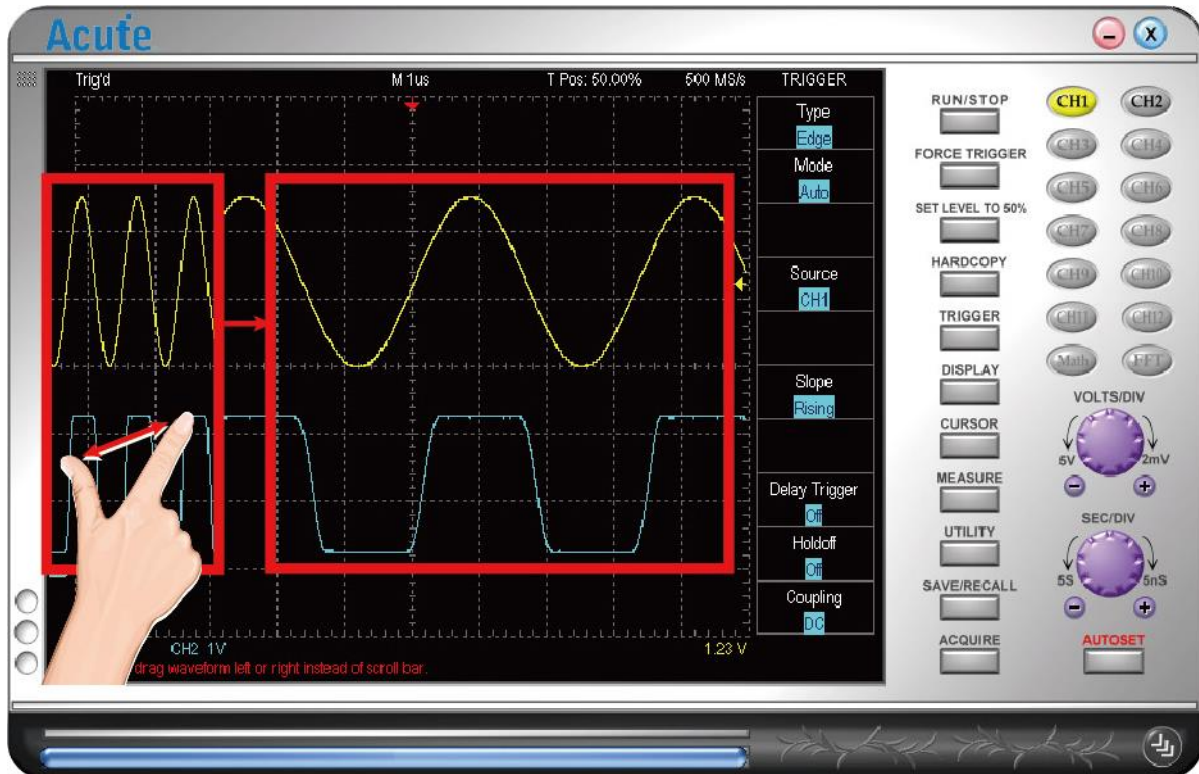 Acute
Trig'd M 1us T Pos: 50.00% 500 MS/s TRIGGER
Type
Edge
Mode
Auto
Source
CH1
Slope
Rising
Delay Trigger
Off
Holdoff
Off
Coupling
DC
CH2 1V 1.23 V
drag waveform left or right instead of scroll bar.
RUN/STOP
FORCE TRIGGER
SET LEVEL TO 50%
HARDCOPY
TRIGGER
DISPLAY
CURSOR
MEASURE
UTILITY
SAVE/RECALL
ACQUIRE
CH1 CH2
CH3 CH4
CH5 CH6
CH7 CH8
CH9 CH10
CH11 CH12
Math FFT
VOLTS/DIV
5V 2mV
SEC/DIV
5S 5nS
AUTOSET